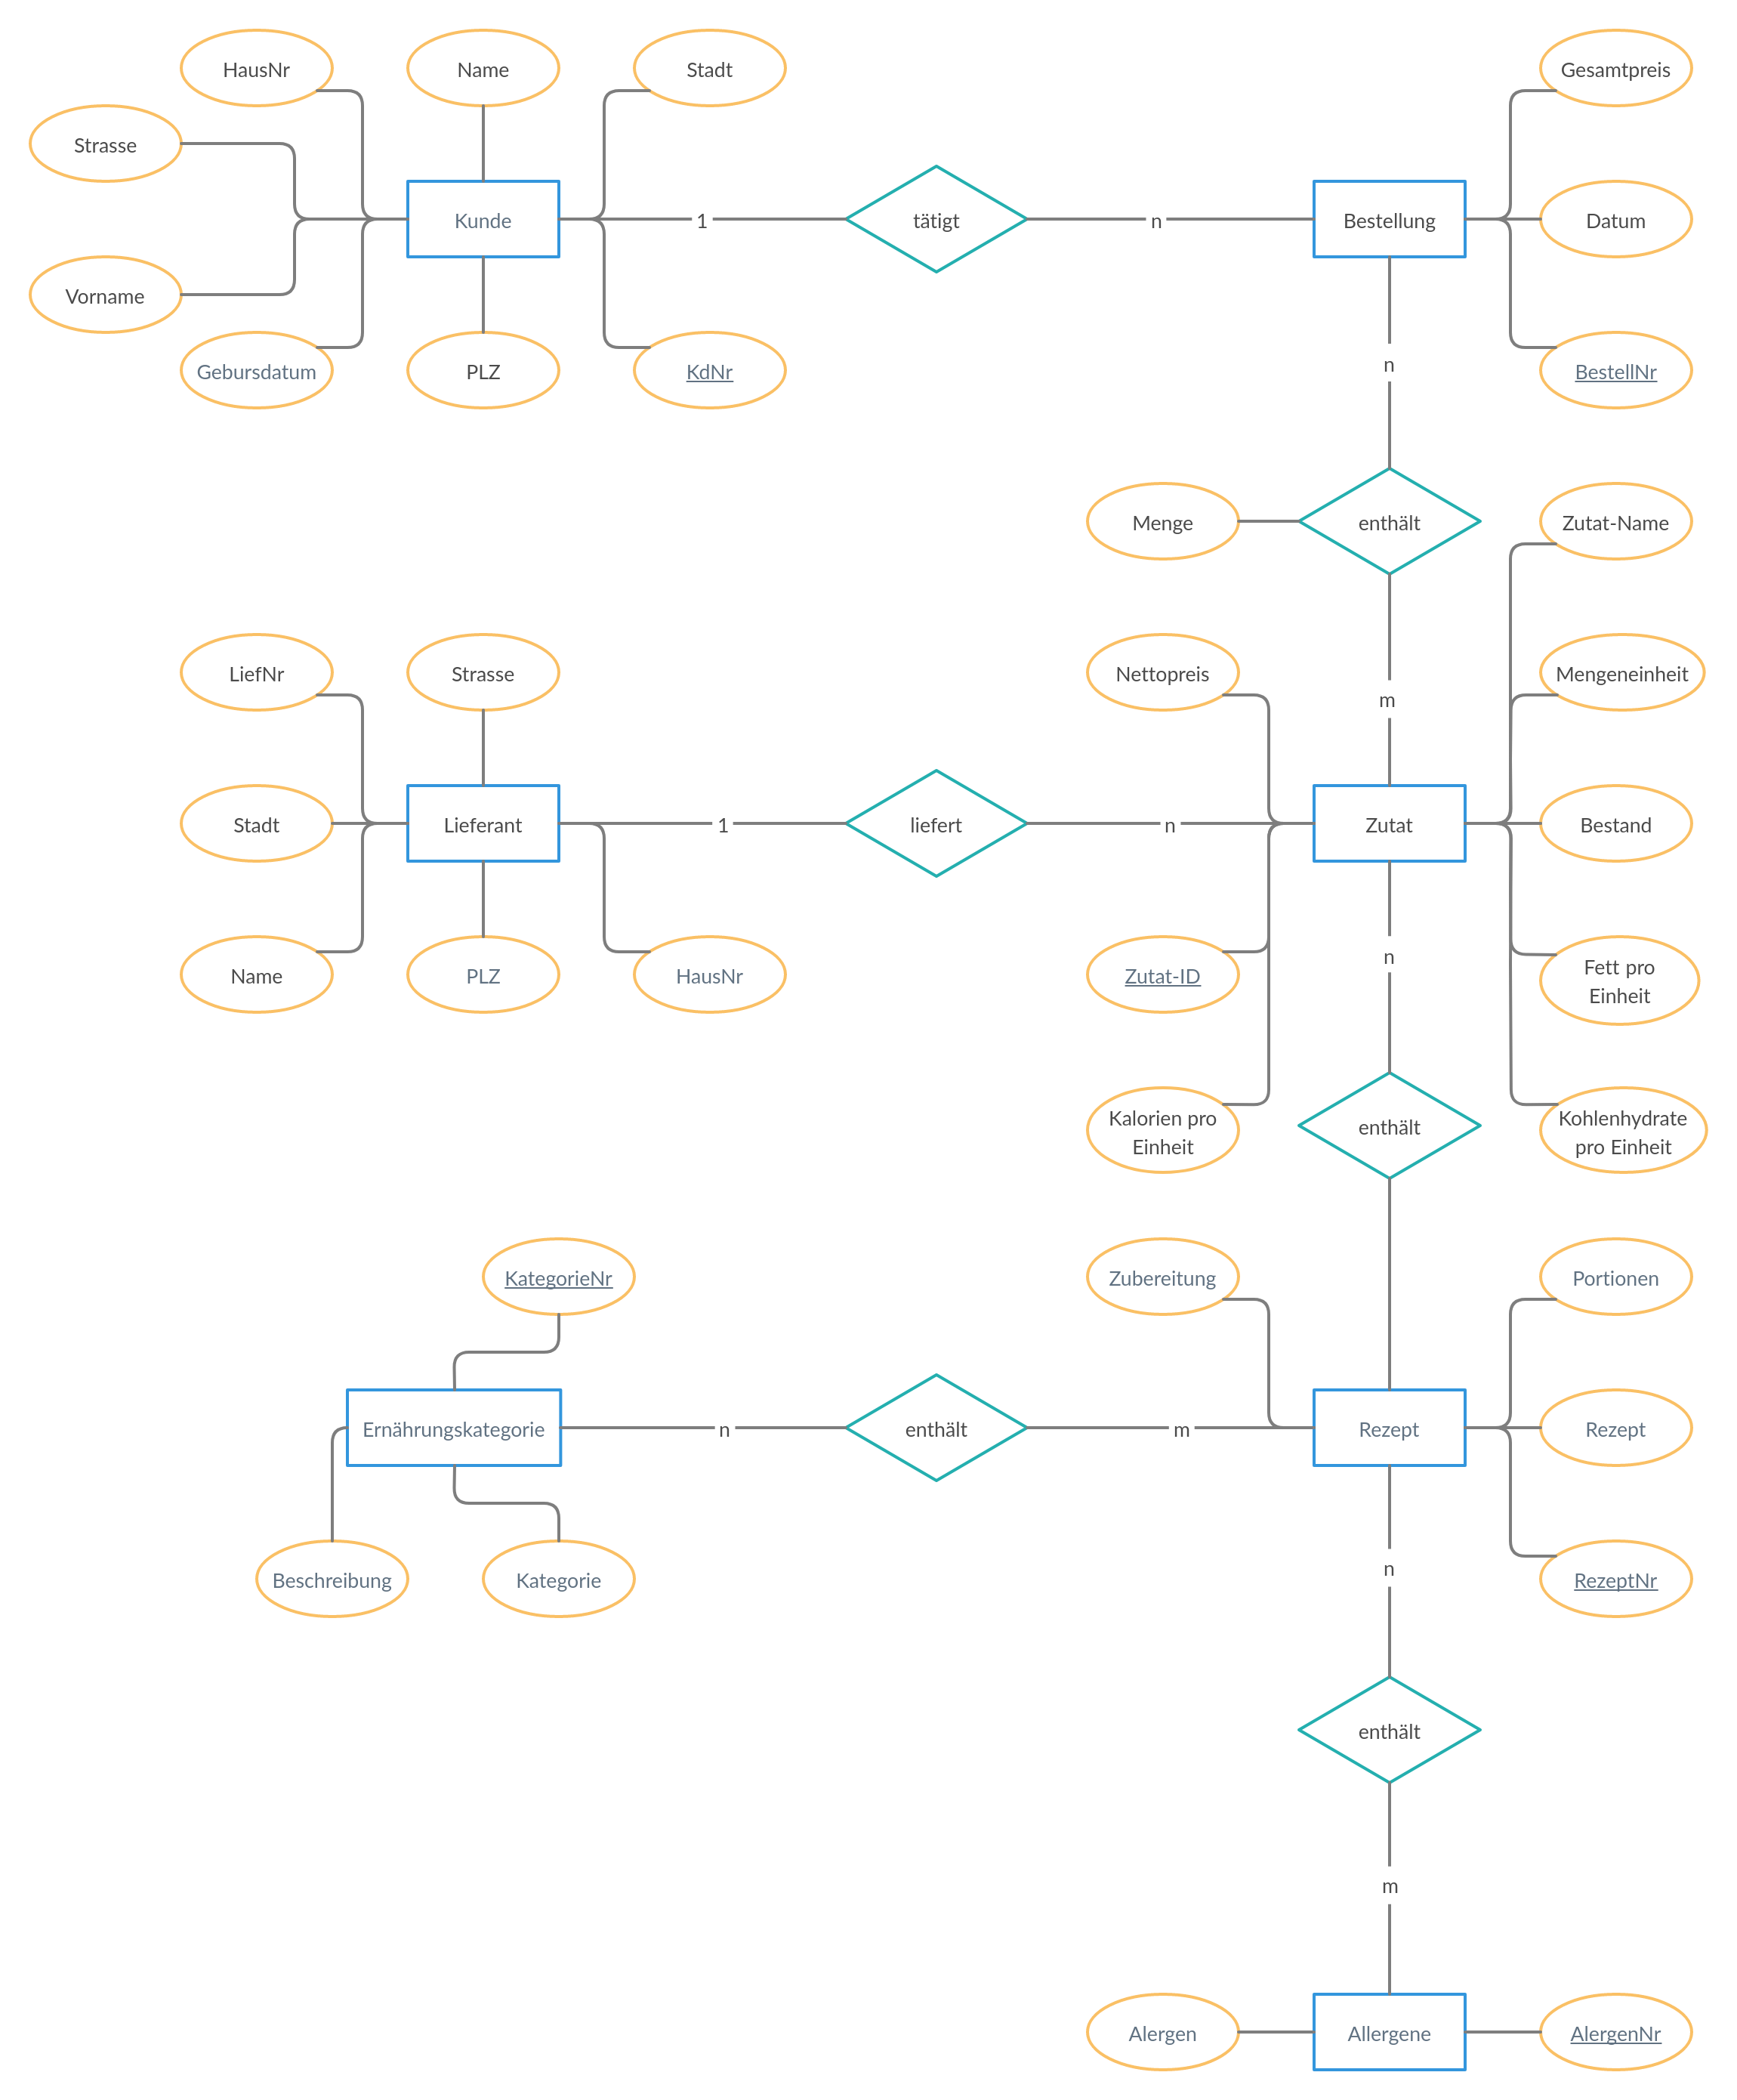 HausNr
Name
Stadt
Gesamtpreis
Strasse
Kunde
1
tätigt
n
Bestellung
Datum
Vorname
Gebursdatum
PLZ
KdNr
n
BestellNr
Menge
enthält
Zutat-Name
LiefNr
Strasse
Nettopreis
m
Mengeneinheit
Stadt
Lieferant
1
liefert
n
Zutat
Bestand
Name
PLZ
HausNr
Zutat-ID
n
Fett pro
Einheit
Kalorien pro
Einheit
enthält
Kohlenhydrate
pro Einheit
KategorieNr
Zubereitung
Portionen
Ernährungskategorie
n
enthält
m
Rezept
Rezept
Beschreibung
Kategorie
n
RezeptNr
enthält
m
Alergen
Allergene
AlergenNr